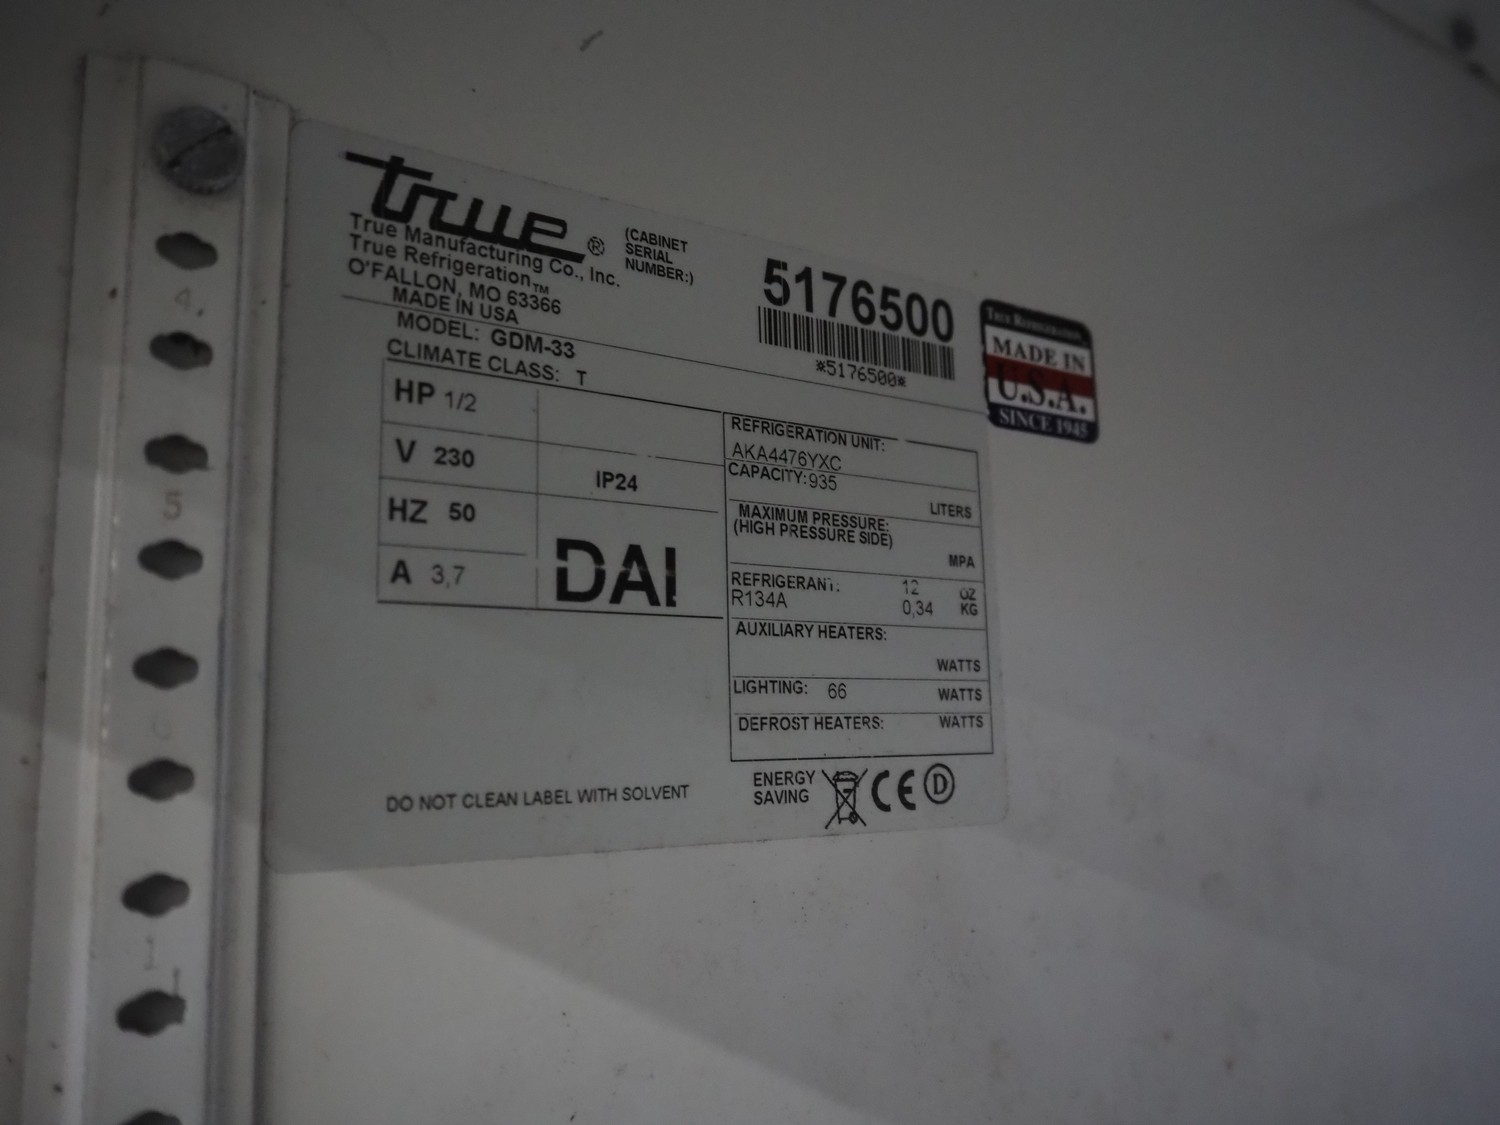 true ®
True Manufacturing Co., Inc.
True Refrigeration™
O'FALLON, MO 63366
MADE IN USA
(CABINET
SERIAL
NUMBER:)
5176500
*5176500*
MODEL: GDM-33
CLIMATE CLASS: T
TRUE REFRIGERATION
MADE IN
U.S.A.
SINCE 1945
HP 1/2
V 230
HZ 50
A 3,7
IP24
DAI
REFRIGERATION UNIT:
AKA4476YXC
CAPACITY: 935
LITERS
MAXIMUM PRESSURE:
(HIGH PRESSURE SIDE)
MPA
REFRIGERANT: 12 OZ
R134A 0,34 KG
AUXILIARY HEATERS:
WATTS
LIGHTING: 66 WATTS
DEFROST HEATERS: WATTS
DO NOT CLEAN LABEL WITH SOLVENT
ENERGY
SAVING
CE D
4
5
1